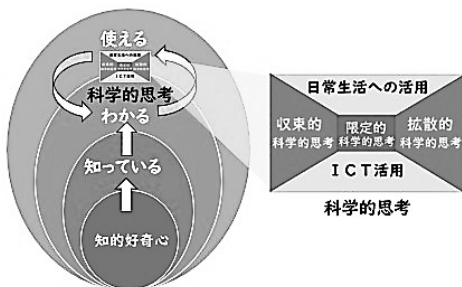 使える
科学的思考
わかる
知っている
知的好奇心
日常生活への活用
収束的
科学的思考
限定的
科学的思考
拡散的
科学的思考
ICT活用
科学的思考